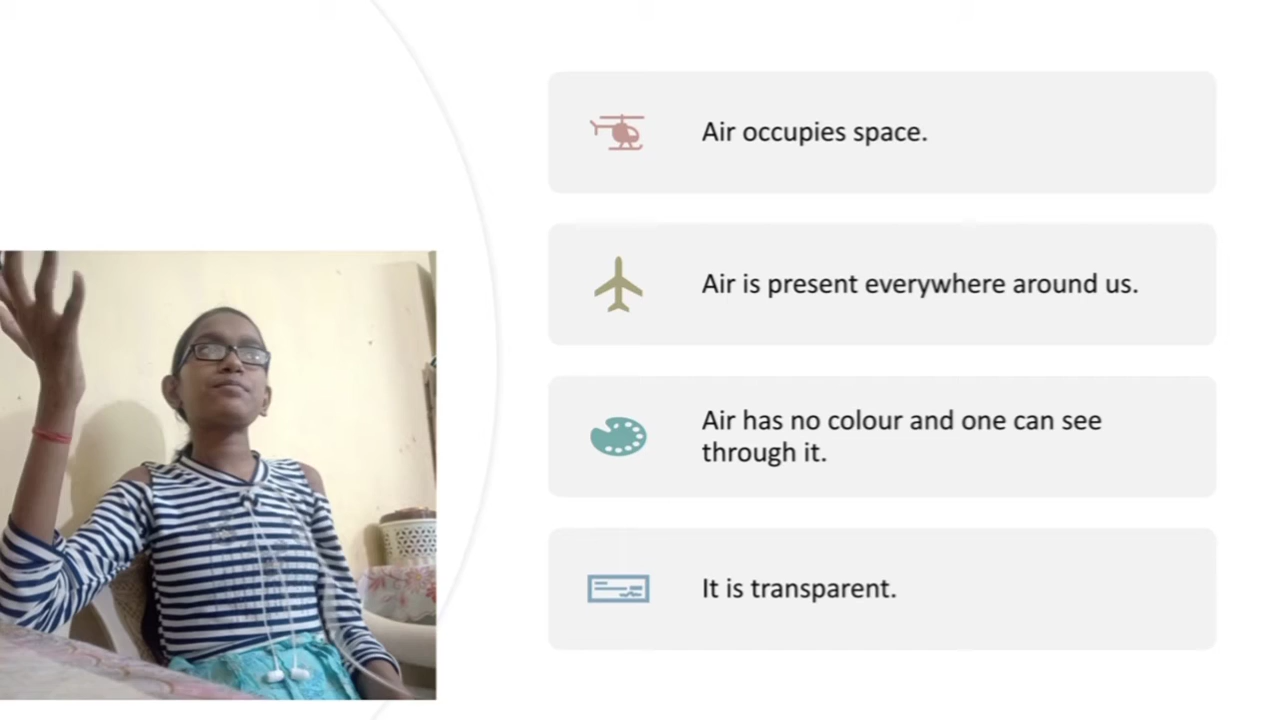 Air occupies space.
Air is present everywhere around us.
Air has no colour and one can see
through it.
It is transparent.